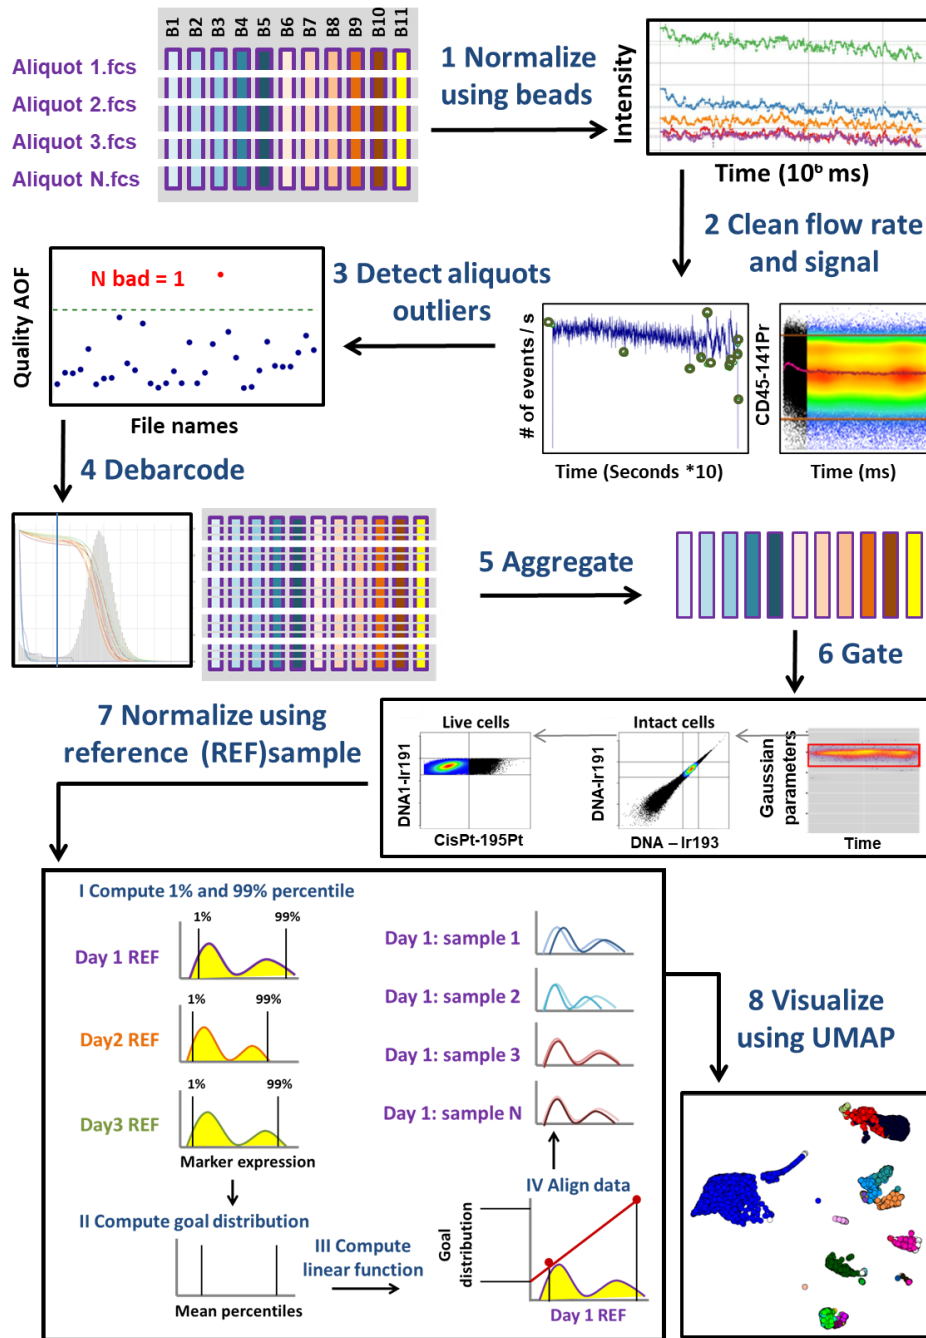 B1 B2 B3 B4 B5 B6 B7 B8 B9 B10 B11
Aliquot 1.fcs
Aliquot 2.fcs
Aliquot 3.fcs
Aliquot N.fcs
1 Normalize
using beads
Intensity
Time (10⁶ ms)
2 Clean flow rate
and signal
# of events / s
Time (Seconds *10)
CD45-141Pr
Time (ms)
3 Detect aliquots
outliers
Quality AOF
N bad = 1
File names
4 Debarcode
5 Aggregate
6 Gate
Live cells
DNA1-Ir191
CisPt-195Pt
Intact cells
DNA-Ir191
DNA – Ir193
Gaussian
parameters
Time
7 Normalize using
reference (REF)sample
I Compute 1% and 99% percentile
1% 99%
Day 1 REF
1% 99%
Day2 REF
1% 99%
Day3 REF
Marker expression
II Compute goal distribution
Mean percentiles
III Compute
linear function
Goal
distribution
Day 1 REF
IV Align data
Day 1: sample 1
Day 1: sample 2
Day 1: sample 3
Day 1: sample N
8 Visualize
using UMAP